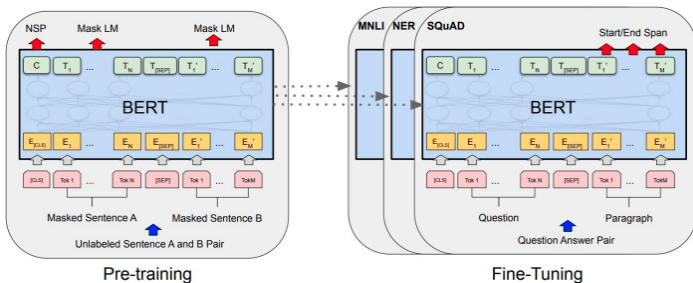 NSP Mask LM Mask LM
C T1 ... TN T[SEP] T1' ... TM'
BERT
E[CLS] E1 ... EN E[SEP] E1' ... EM'
[CLS] Tok 1 ... Tok N [SEP] Tok 1 ... TokM
Masked Sentence A Masked Sentence B
Unlabeled Sentence A and B Pair
Pre-training
MNLI NER SQuAD
Start/End Span
C T1 ... TN T[SEP] T1' ... TM'
BERT
E[CLS] E1 ... EN E[SEP] E1' ... EM'
[CLS] Tok 1 ... Tok N [SEP] Tok 1 ... TokM
Question Paragraph
Question Answer Pair
Fine-Tuning